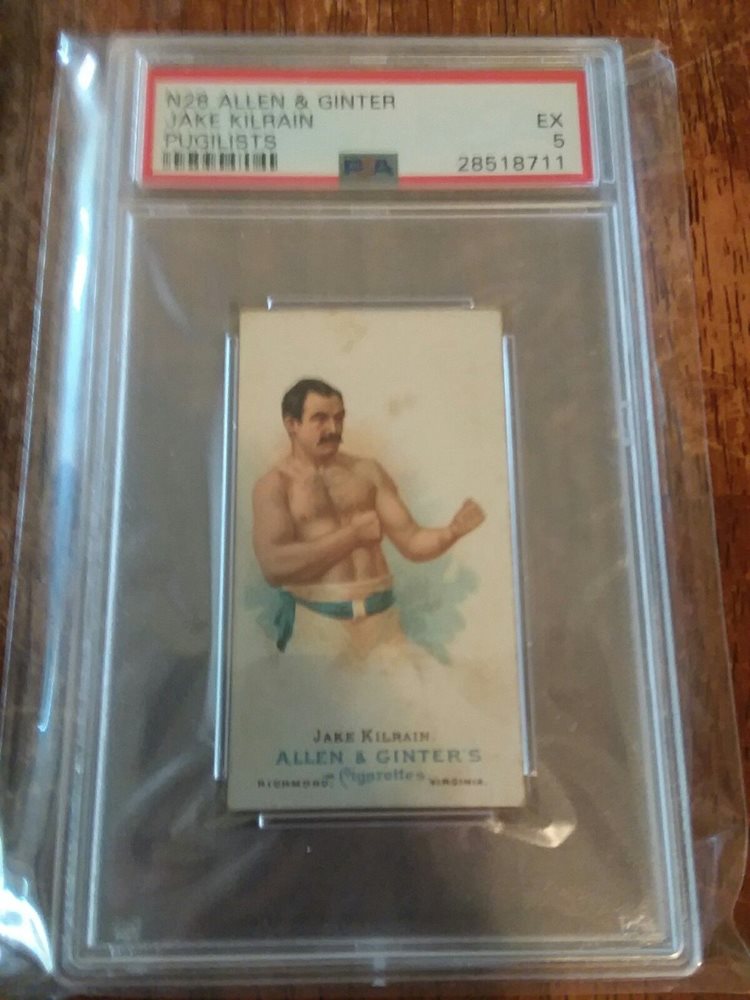 N28 ALLEN & GINTER
JAKE KILRAIN EX
PUGILISTS 5
PSA 28518711
JAKE KILRAIN.
ALLEN & GINTER'S
Cigarettes
RICHMOND, VIRGINIA.